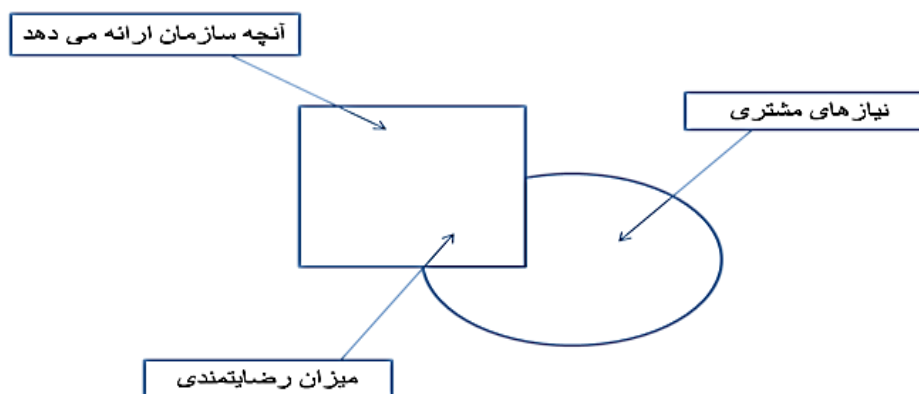 آنچه سازمان ارائه می دهد
نیازهای مشتری
میزان رضایتمندی